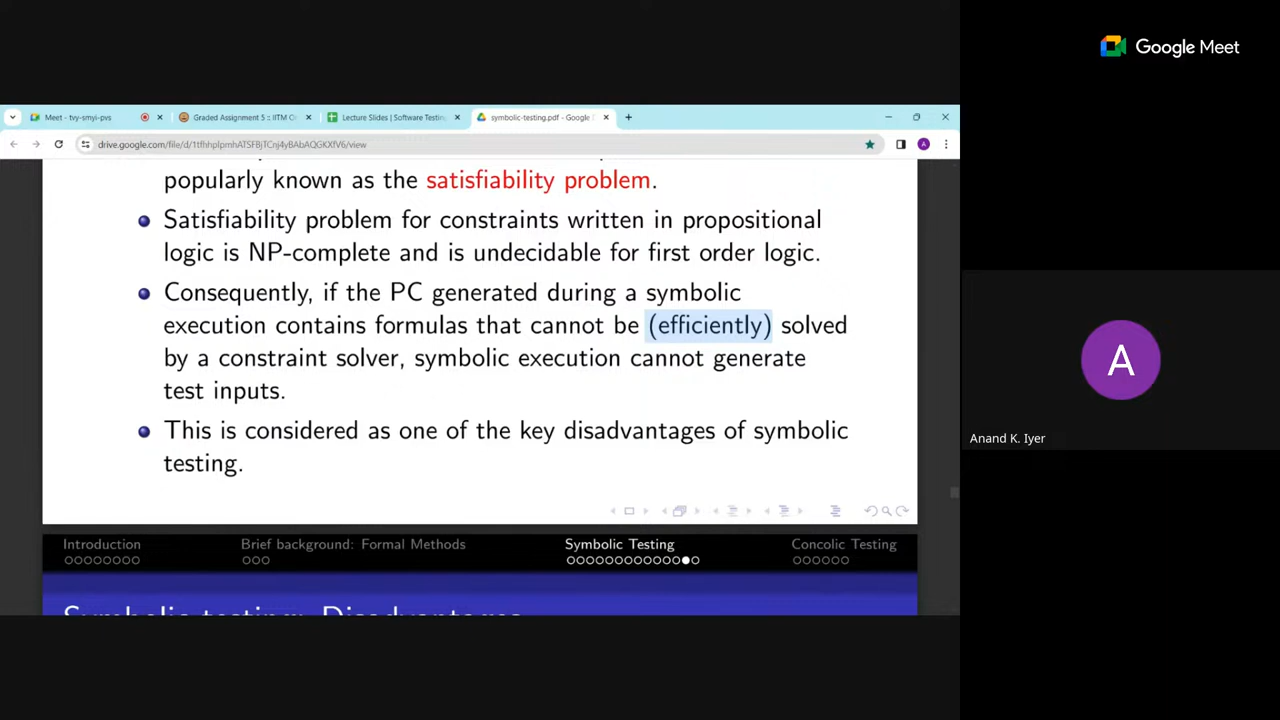 Google Meet
Meet - tvy-smyi-pvs
Graded Assignment 5 :: IITM O
Lecture Slides | Software Testing
symbolic-testing.pdf - Google
popularly known as the satisfiability problem.
Satisfiability problem for constraints written in propositional
logic is NP-complete and is undecidable for first order logic.
Consequently, if the PC generated during a symbolic
execution contains formulas that cannot be (efficiently) solved
by a constraint solver, symbolic execution cannot generate
test inputs.
This is considered as one of the key disadvantages of symbolic
testing.
Introduction
Brief background: Formal Methods
Symbolic Testing
Concolic Testing
Symbolic testing: Disadvantages
A
Anand K. Iyer